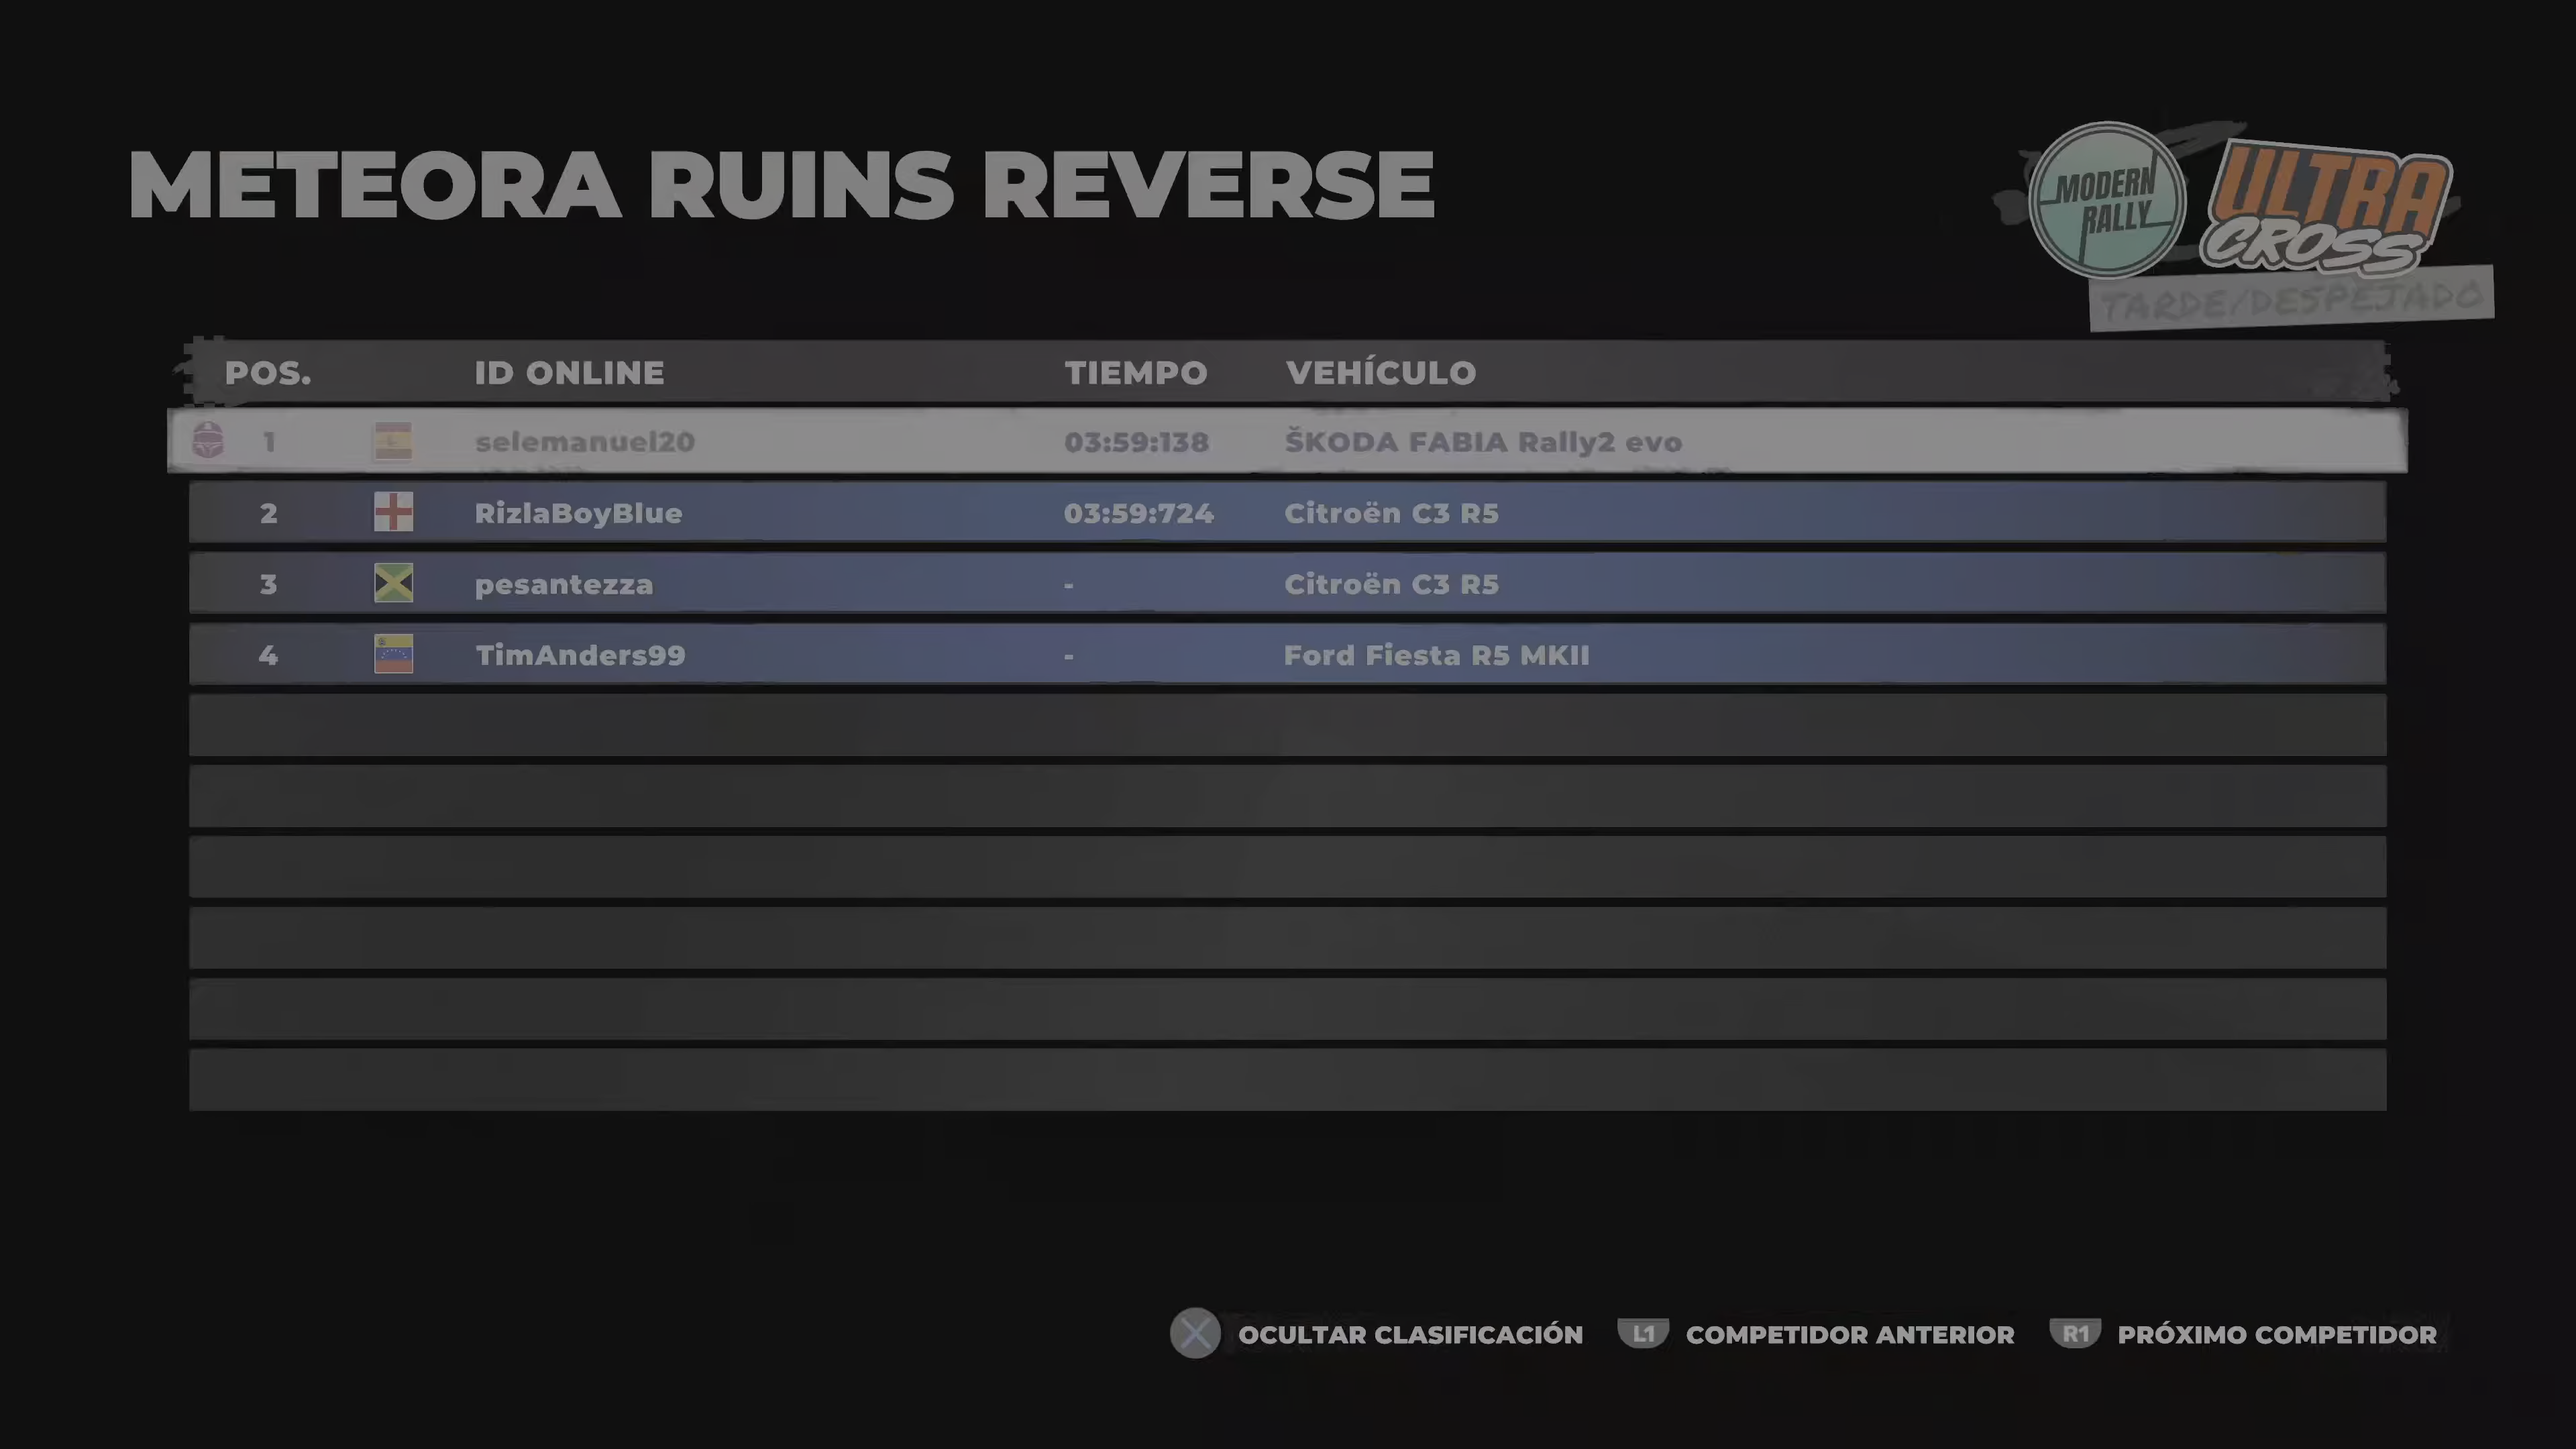 METEORA RUINS REVERSE
MODERN RALLY
ULTRA CROSS
TARDE/DESPEJADO
POS. ID ONLINE TIEMPO VEHÍCULO
1 selemanuel20 03:59:138 ŠKODA FABIA Rally2 evo
2 RizlaBoyBlue 03:59:724 Citroën C3 R5
3 pesantezza - Citroën C3 R5
4 TimAnders99 - Ford Fiesta R5 MKII
OCULTAR CLASIFICACIÓN L1 COMPETIDOR ANTERIOR R1 PRÓXIMO COMPETIDOR